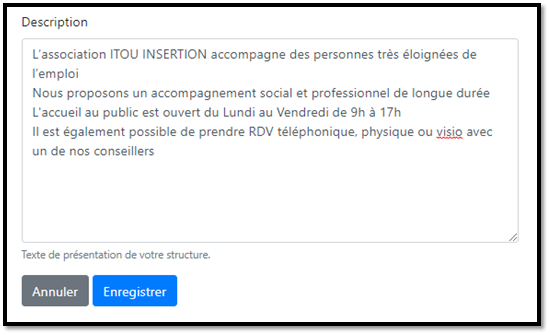 Description
L'association ITOU INSERTION accompagne des personnes très éloignées de
l'emploi
Nous proposons un accompagnement social et professionnel de longue durée
L'accueil au public est ouvert du Lundi au Vendredi de 9h à 17h
Il est également possible de prendre RDV téléphonique, physique ou visio avec
un de nos conseillers
Texte de présentation de votre structure.
Annuler Enregistrer